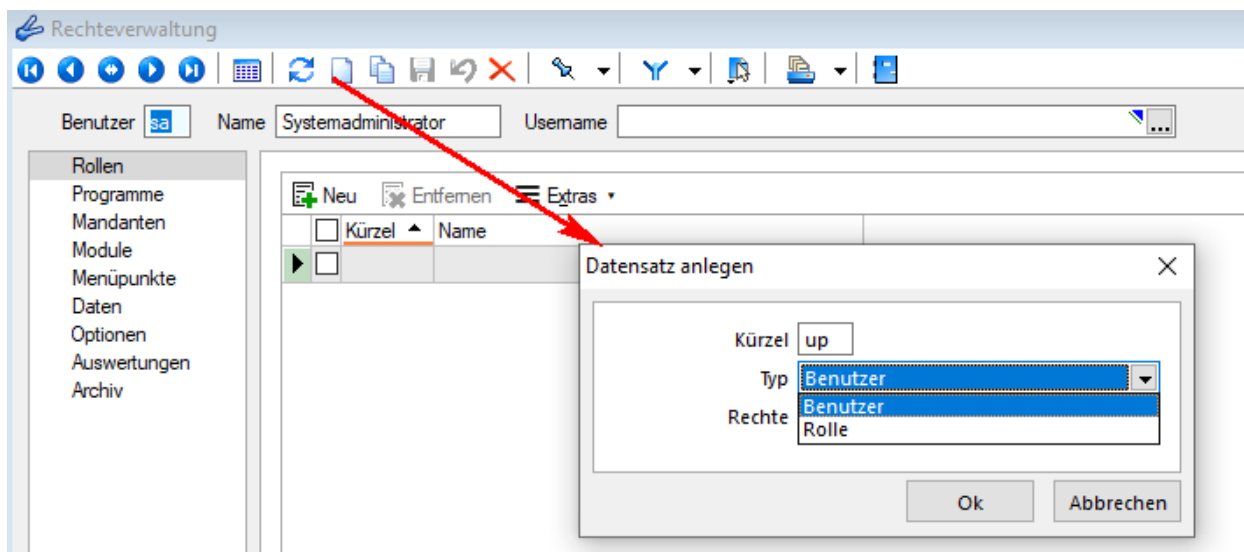 Rechteverwaltung
Benutzer sa Name Systemadministrator Username ...
Rollen
Programme
Mandanten
Module
Menüpunkte
Daten
Optionen
Auswertungen
Archiv
Neu Entfernen Extras
Kürzel Name
Datensatz anlegen
Kürzel up
Typ Benutzer
Benutzer
Rechte
Rolle
Ok Abbrechen